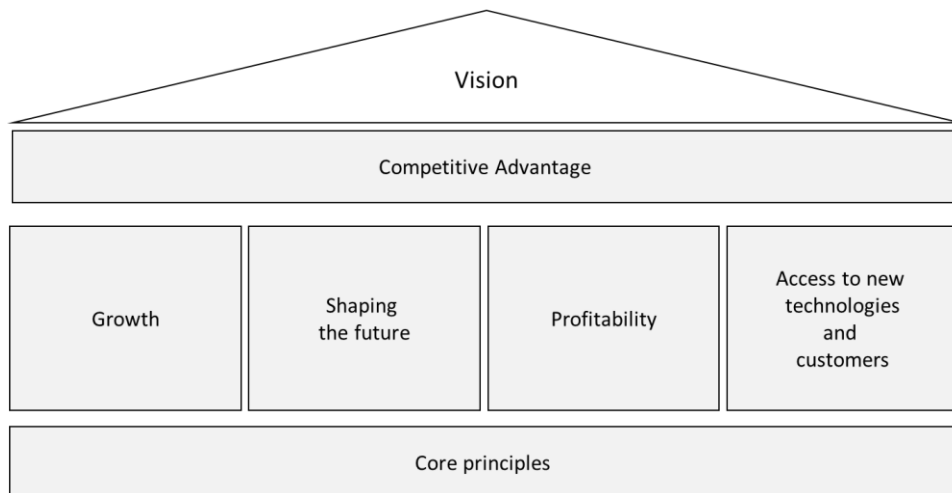 Vision
Competitive Advantage
Growth
Shaping
the future
Profitability
Access to new
technologies
and
customers
Core principles